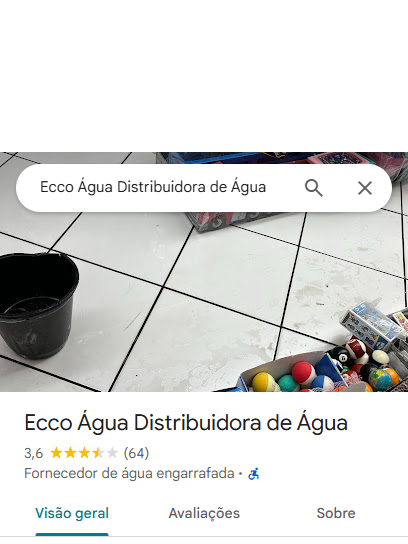 Ecco Água Distribuidora de Água
Ecco Água Distribuidora de Água
3,6 (64)
Fornecedor de água engarrafada ·
Visão geral Avaliações Sobre